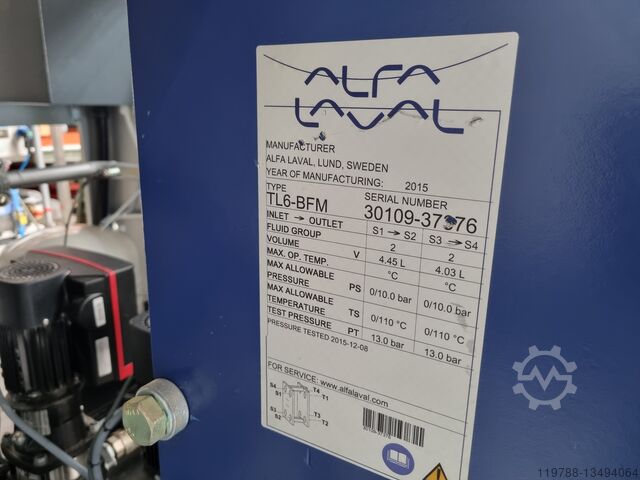 ALFA
LAVAL
MANUFACTURER
ALFA LAVAL, LUND, SWEDEN
YEAR OF MANUFACTURING: 2015
TYPE SERIAL NUMBER
TL6-BFM
INLET → OUTLET S1 → S2 S3 → S4
FLUID GROUP 2 2
VOLUME V 4.45 L 4.03 L
MAX. OP. TEMP. °C °C
MAX ALLOWABLE
PRESSURE PS 0/10.0 bar 0/10.0 bar
MAX ALLOWABLE
TEMPERATURE TS 0/110 °C 0/110 °C
TEST PRESSURE PT 13.0 bar 13.0 bar
PRESSURE TESTED 2015-12-08
FOR SERVICE: www.alfalaval.com
S4 T4
S1 T1
S3 T3
S2 T2
119788-13494064